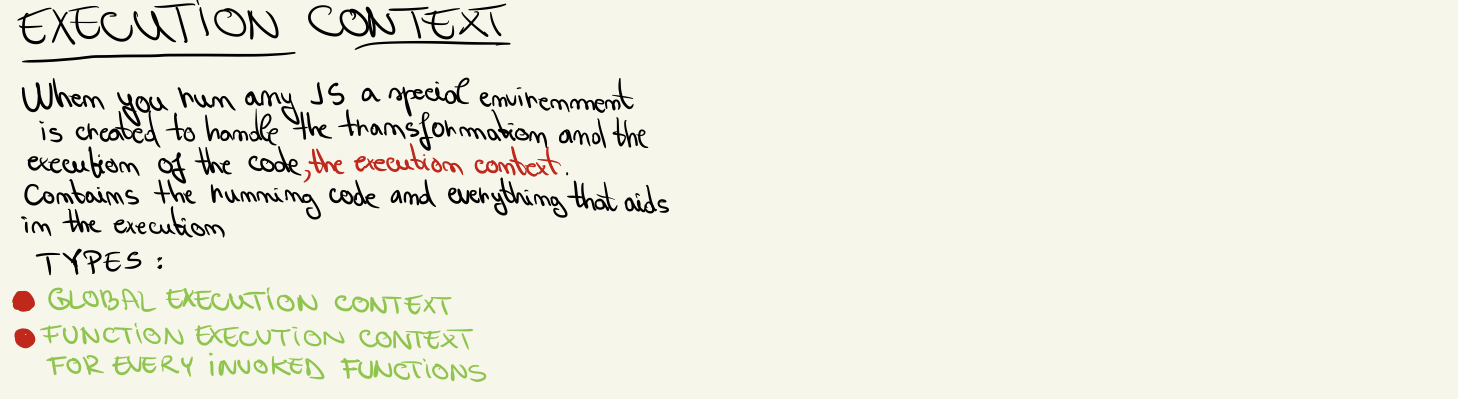 EXECUTION CONTEXT
When you run any JS a special environment
is created to handle the transformation and the
execution of the code, the execution context.
Contains the running code and everything that aids
in the execution
TYPES :
GLOBAL EXECUTION CONTEXT
FUNCTION EXECUTION CONTEXT
FOR EVERY INVOKED FUNCTIONS